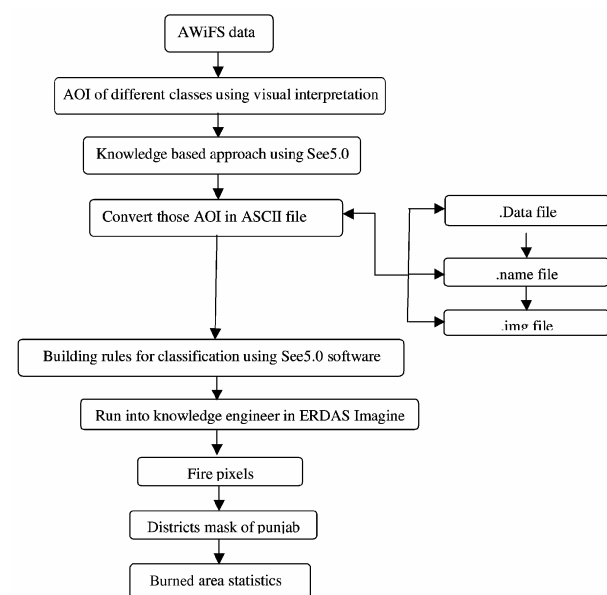 AWiFS data
AOI of different classes using visual interpretation
Knowledge based approach using See5.0
Convert those AOI in ASCII file
.Data file
.name file
.img file
Building rules for classification using See5.0 software
Run into knowledge engineer in ERDAS Imagine
Fire pixels
Districts mask of punjab
Burned area statistics